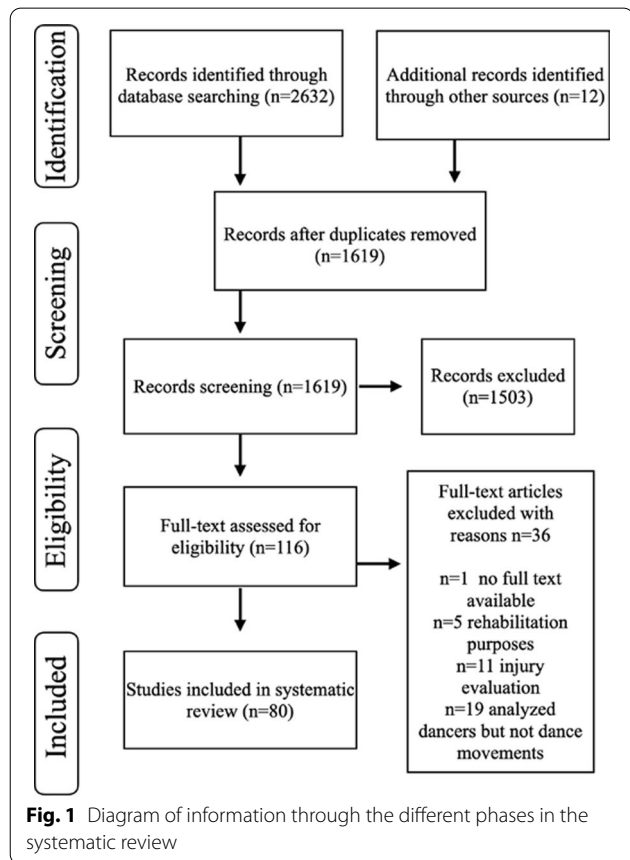 Identification
Records identified through
database searching (n=2632)
Additional records identified
through other sources (n=12)
Records after duplicates removed
(n=1619)
Screening
Records screening (n=1619)
Records excluded
(n=1503)
Eligibility
Full-text assessed for
eligibility (n=116)
Full-text articles
excluded with
reasons n=36
n=1 no full text
available
n=5 rehabilitation
purposes
n=11 injury
evaluation
n=19 analyzed
dancers but not dance
movements
Included
Studies included in systematic
review (n=80)
Fig. 1 Diagram of information through the different phases in the
systematic review